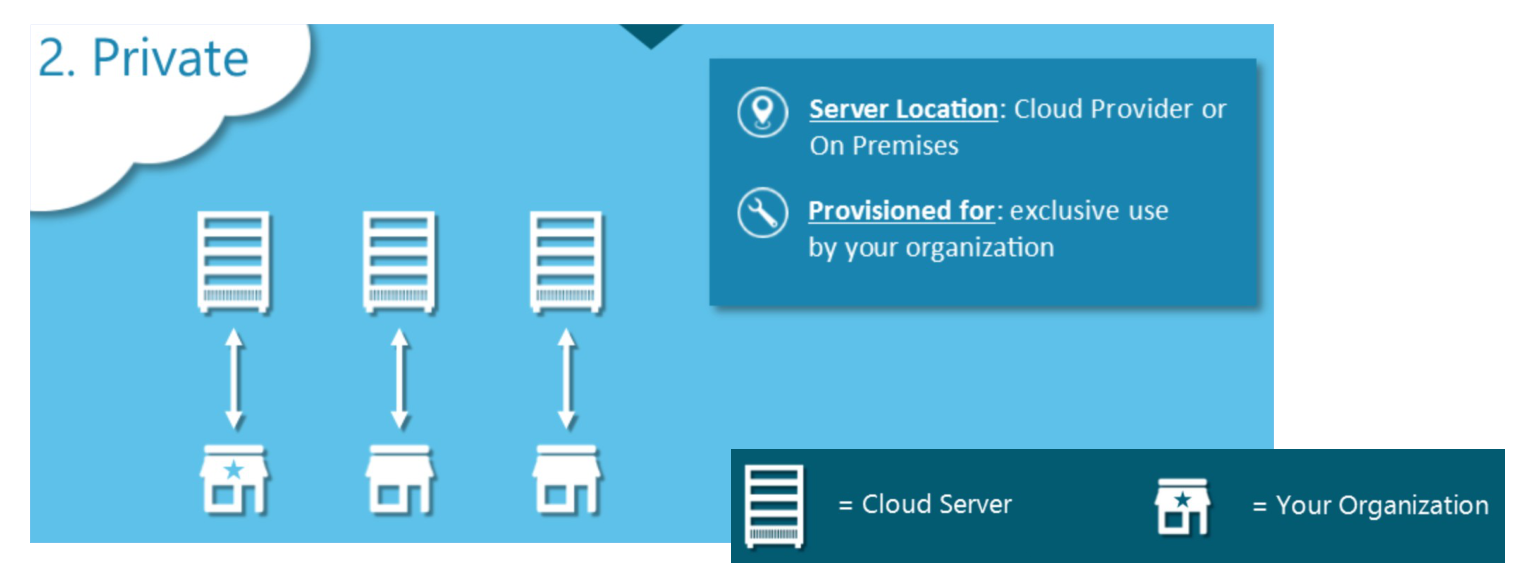 2. Private
Server Location: Cloud Provider or
On Premises
Provisioned for: exclusive use
by your organization
= Cloud Server
= Your Organization